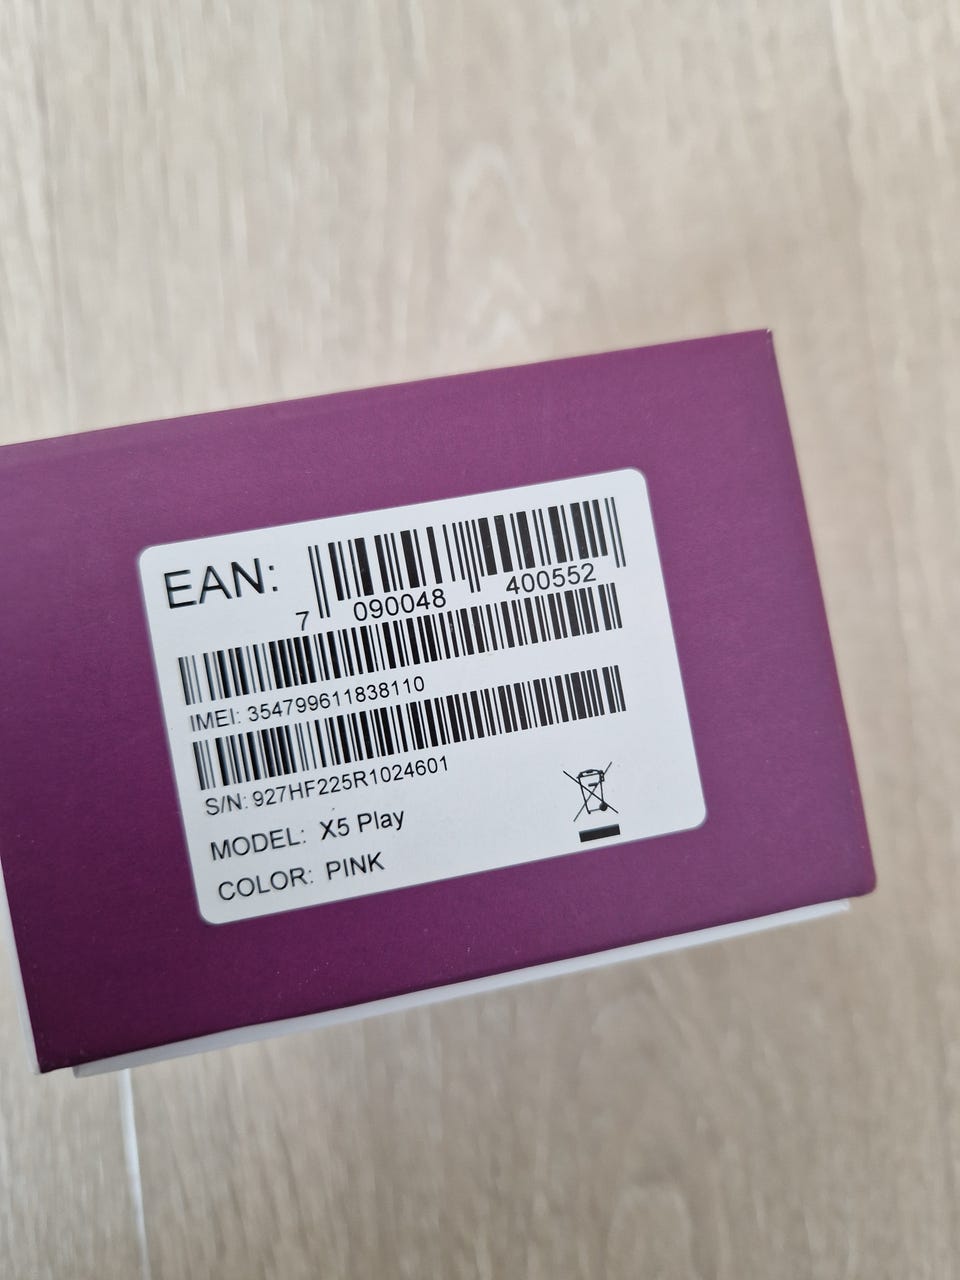 EAN:
7 090048 400552
IMEI: 354799611838110
S/N: 927HF225R1024601
MODEL: X5 Play
COLOR: PINK